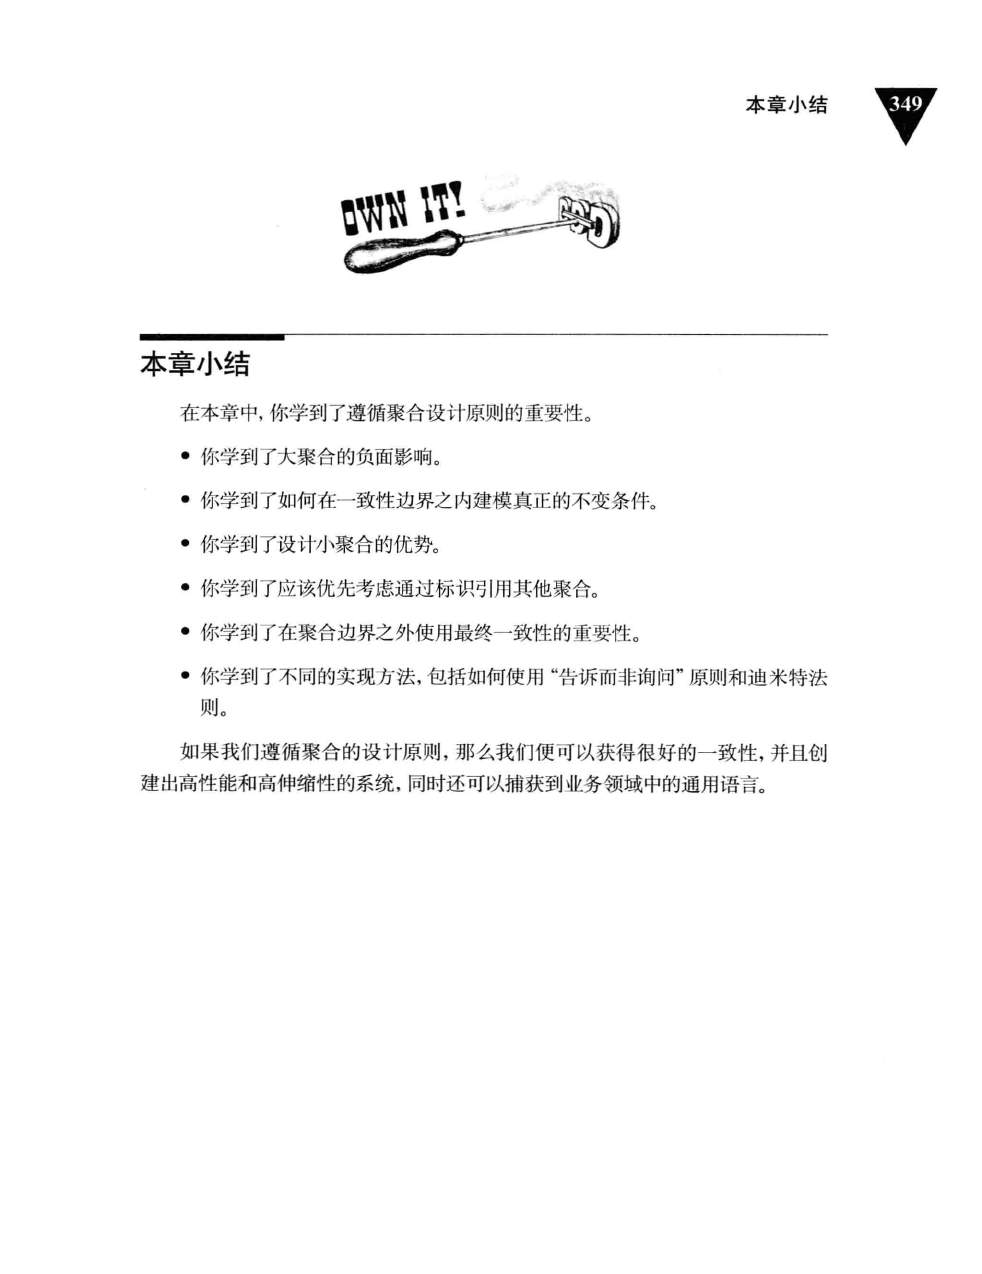 本章小结
349
OWN IT!
DDD
本章小结
在本章中, 你学到了遵循聚合设计原则的重要性。
• 你学到了大聚合的负面影响。
• 你学到了如何在一致性边界之内建模真正的不变条件。
• 你学到了设计小聚合的优势。
• 你学到了应该优先考虑通过标识引用其他聚合。
• 你学到了在聚合边界之外使用最终一致性的重要性。
• 你学到了不同的实现方法, 包括如何使用“告诉而非询问”原则和迪米特法
则。
如果我们遵循聚合的设计原则, 那么我们便可以获得很好的一致性, 并且创
建出高性能和高伸缩性的系统, 同时还可以捕获到业务领域中的通用语言。